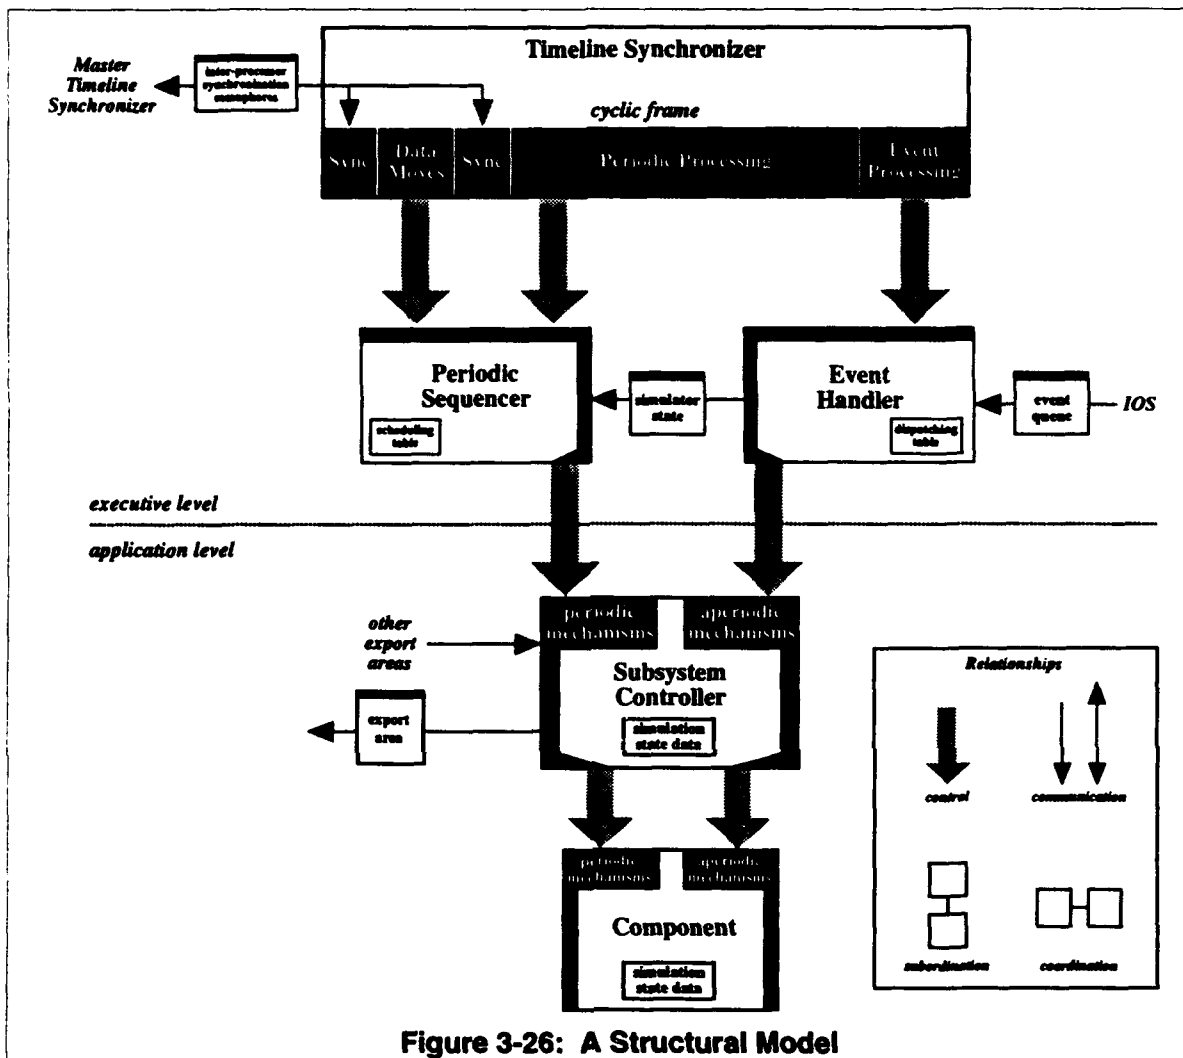 Timeline Synchronizer
Master
Timeline
Synchronizer
inter-processor
synchronization
semaphores
cyclic frame
Sync
Data
Moves
Sync
Periodic Processing
Event
Processing
Periodic
Sequencer
scheduling
table
simulator
state
Event
Handler
dispatching
table
event
queue
IOS
executive level
application level
periodic
mechanisms
aperiodic
mechanisms
other
export
areas
Subsystem
Controller
simulation
state data
export
area
periodic
mechanisms
aperiodic
mechanisms
Component
simulation
state data
Relationships
control
communication
subordination
coordination
Figure 3-26: A Structural Model